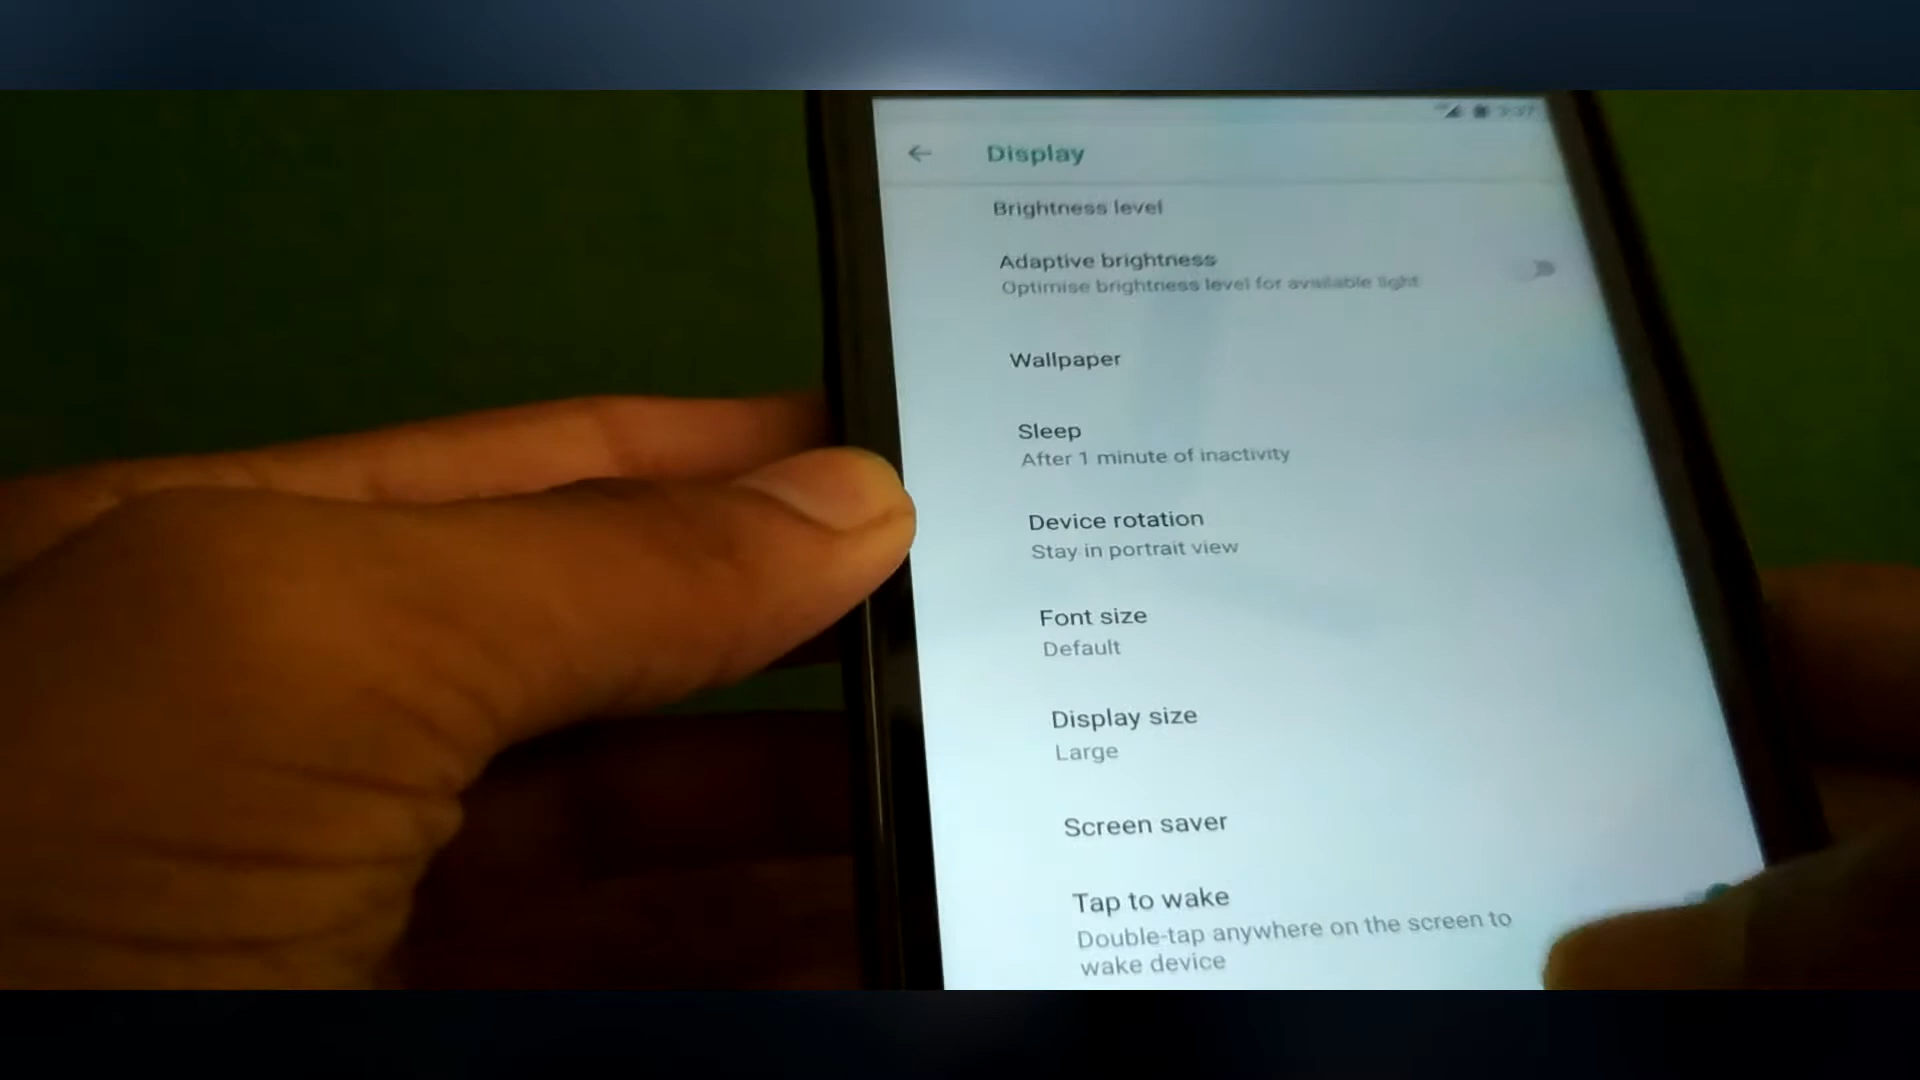 3:37
Display
Brightness level
Adaptive brightness
Optimise brightness level for available light
Wallpaper
Sleep
After 1 minute of inactivity
Device rotation
Stay in portrait view
Font size
Default
Display size
Large
Screen saver
Tap to wake
Double-tap anywhere on the screen to
wake device